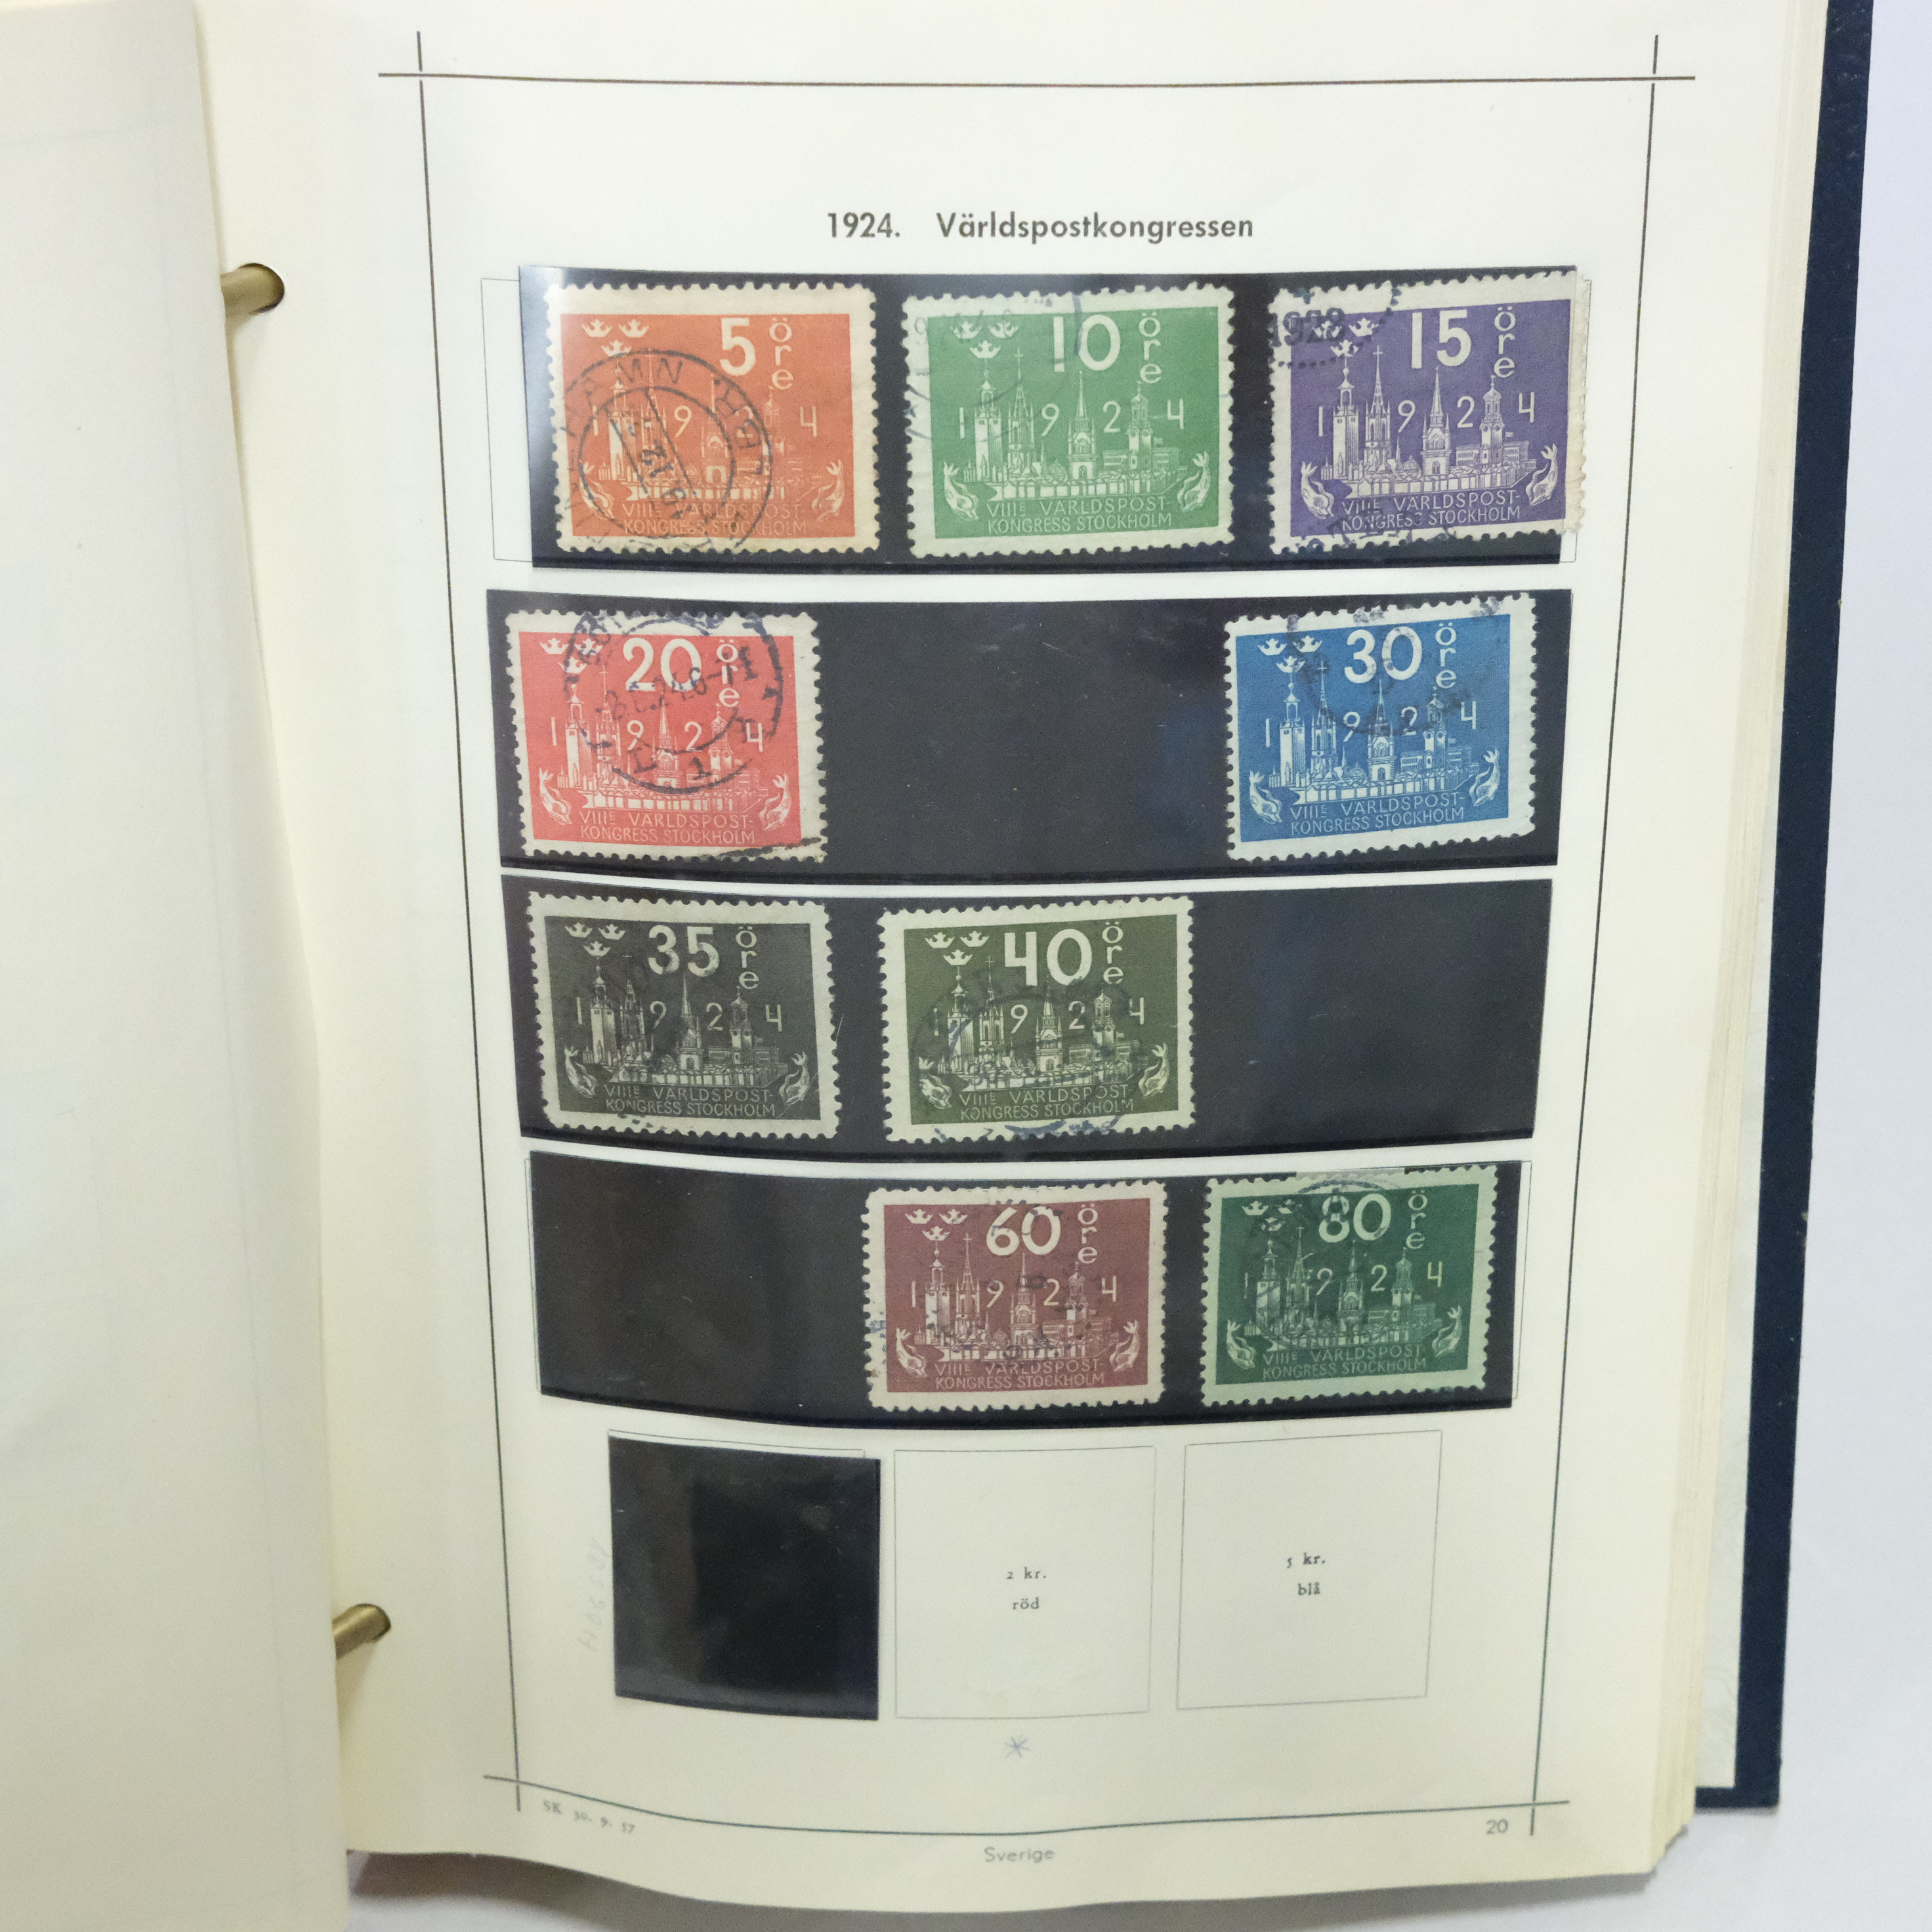 1924. Världspostkongressen
5 öre
1924
VIIIE VÄRLDSPOST-
KONGRESS STOCKHOLM
10 öre
1924
VIIIE VÄRLDSPOST-
KONGRESS STOCKHOLM
1928
15 öre
1924
VIIIE VÄRLDSPOST-
KONGRESS STOCKHOLM
20 öre
1924
VIIIE VÄRLDSPOST-
KONGRESS STOCKHOLM
30 öre
1924
VIIIE VÄRLDSPOST-
KONGRESS STOCKHOLM
35 öre
1924
VIIIE VÄRLDSPOST-
KONGRESS STOCKHOLM
40 öre
1924
VIIIE VÄRLDSPOST-
KONGRESS STOCKHOLM
60 öre
1924
VIIIE VÄRLDSPOST-
KONGRESS STOCKHOLM
80 öre
1924
VIIIE VÄRLDSPOST-
KONGRESS STOCKHOLM
2 kr.
röd
5 kr.
blå
SK 30. 9. 57
20
Sverige